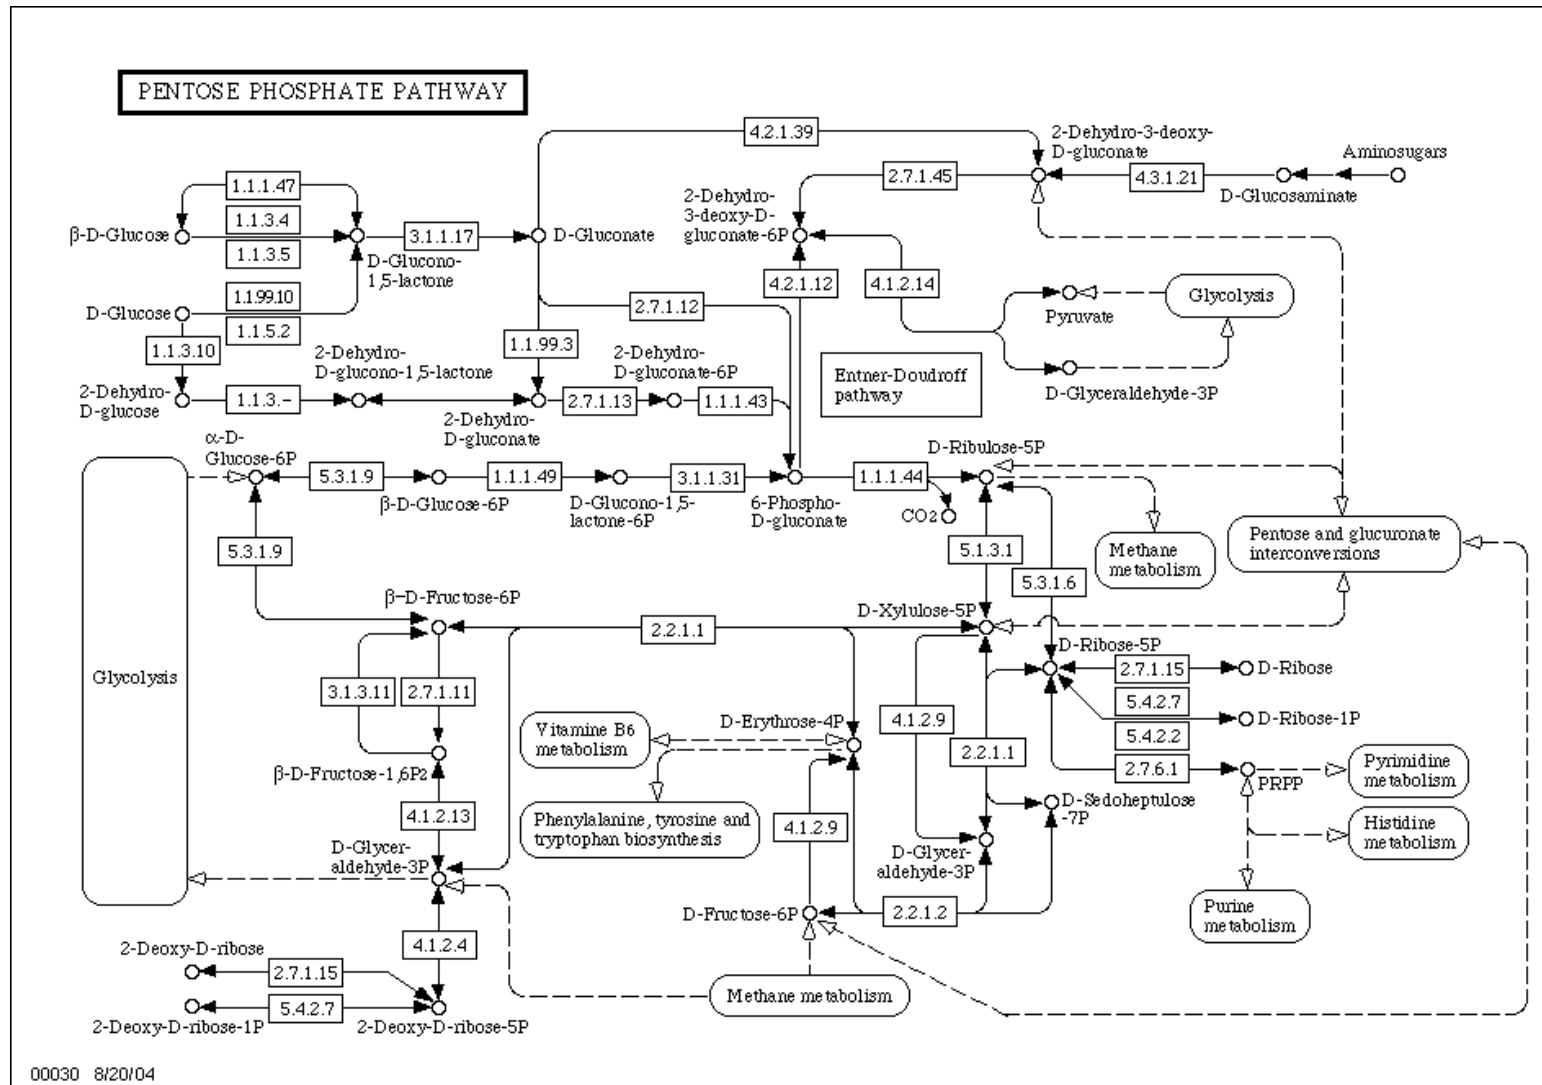 PENTOSE PHOSPHATE PATHWAY
4.2.1.39
2-Dehydro-3-deoxy-
D-gluconate
Aminosugars
1.1.1.47
2.7.1.45
4.3.1.21
D-Glucosaminate
2-Dehydro-
3-deoxy-D-
gluconate-6P
1.1.3.4
β-D-Glucose
3.1.1.17
D-Gluconate
1.1.3.5
D-Glucono-
1,5-lactone
4.2.1.12
4.1.2.14
Glycolysis
1.1.99.10
D-Glucose
1.1.5.2
2.7.1.12
Pyruvate
1.1.3.10
1.1.99.3
2-Dehydro-
D-glucono-1,5-lactone
2-Dehydro-
D-gluconate-6P
Entner-Doudroff
pathway
D-Glyceraldehyde-3P
2-Dehydro-
D-glucose
1.1.3.-
2.7.1.13
1.1.1.43
2-Dehydro-
D-gluconate
α-D-
Glucose-6P
D-Ribulose-5P
5.3.1.9
1.1.1.49
3.1.1.31
1.1.1.44
β-D-Glucose-6P
D-Glucono-1,5-
lactone-6P
6-Phospho-
D-gluconate
CO2
5.3.1.9
5.1.3.1
Methane
metabolism
Pentose and glucuronate
interconversions
5.3.1.6
β-D-Fructose-6P
D-Xylulose-5P
2.2.1.1
D-Ribose-5P
Glycolysis
3.1.3.11
2.7.1.11
2.7.1.15
D-Ribose
5.4.2.7
D-Ribose-1P
5.4.2.2
Vitamine B6
metabolism
D-Erythrose-4P
4.1.2.9
2.2.1.1
2.7.6.1
PRPP
Pyrimidine
metabolism
β-D-Fructose-1,6P2
4.1.2.13
Phenylalanine, tyrosine and
tryptophan biosynthesis
4.1.2.9
D-Sedoheptulose
-7P
Histidine
metabolism
D-Glycer-
aldehyde-3P
D-Glycer-
aldehyde-3P
D-Fructose-6P
2.2.1.2
Purine
metabolism
4.1.2.4
2-Deoxy-D-ribose
2.7.1.15
Methane metabolism
5.4.2.7
2-Deoxy-D-ribose-1P
2-Deoxy-D-ribose-5P
00030 8/20/04